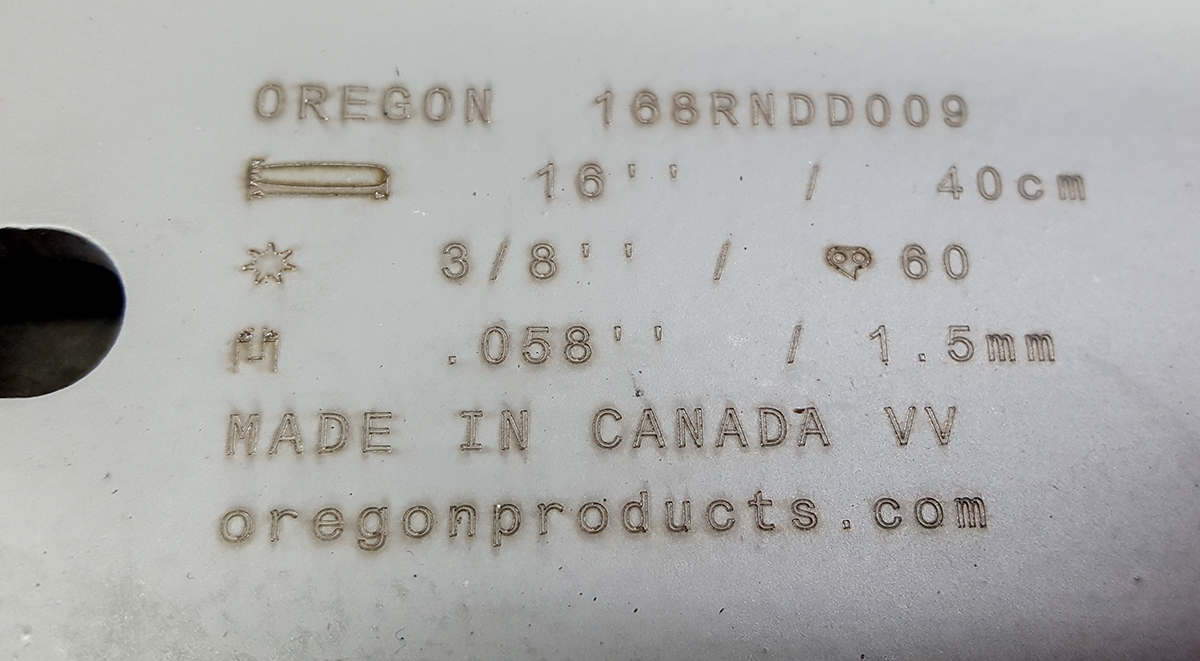 OREGON 168RNDD009
16'' / 40cm
3/8'' / 60
.058'' / 1.5mm
MADE IN CANADA VV
oregonproducts.com